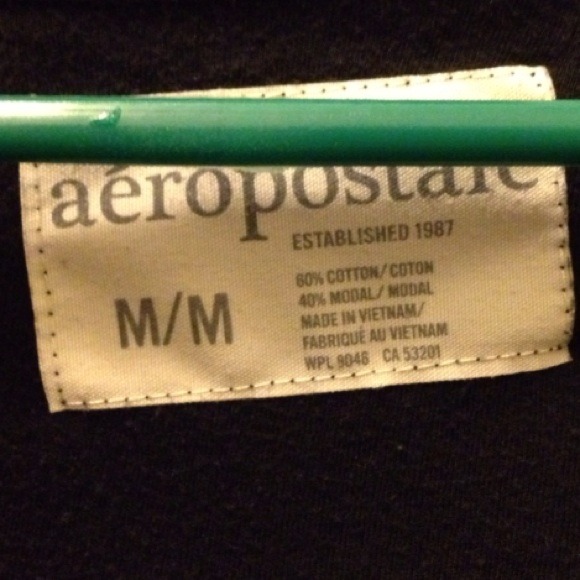 aéropostale
ESTABLISHED 1987
60% COTTON/COTON
40% MODAL/MODAL
M/M
MADE IN VIETNAM/
FABRIQUÉ AU VIETNAM
WPL 9046 CA 53201